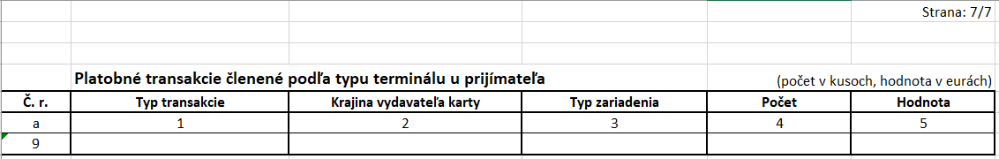 Strana: 7/7
Platobné transakcie členené podľa typu terminálu u prijímateľa (počet v kusoch, hodnota v eurách)
Č. r. Typ transakcie Krajina vydavateľa karty Typ zariadenia Počet Hodnota
a 1 2 3 4 5
9